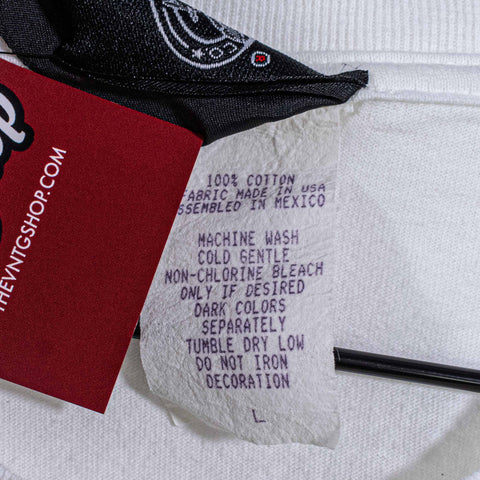 THEVNTGSHOP.COM
100% COTTON
FABRIC MADE IN USA
ASSEMBLED IN MEXICO
MACHINE WASH
COLD GENTLE
NON-CHLORINE BLEACH
ONLY IF DESIRED
DARK COLORS
SEPARATELY
TUMBLE DRY LOW
DO NOT IRON
DECORATION
L